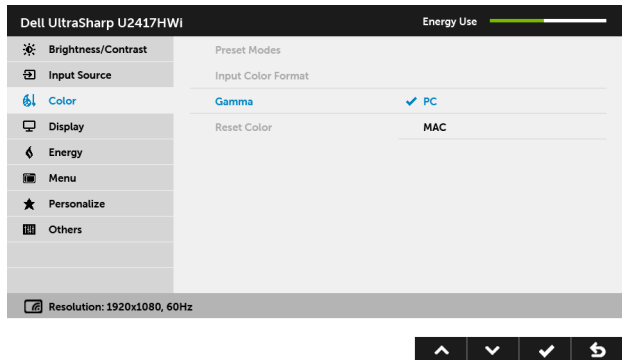 Dell UltraSharp U2417HWi Energy Use
Brightness/Contrast Preset Modes
Input Source Input Color Format
Color Gamma PC
Display Reset Color MAC
Energy
Menu
Personalize
Others
Resolution: 1920x1080, 60Hz